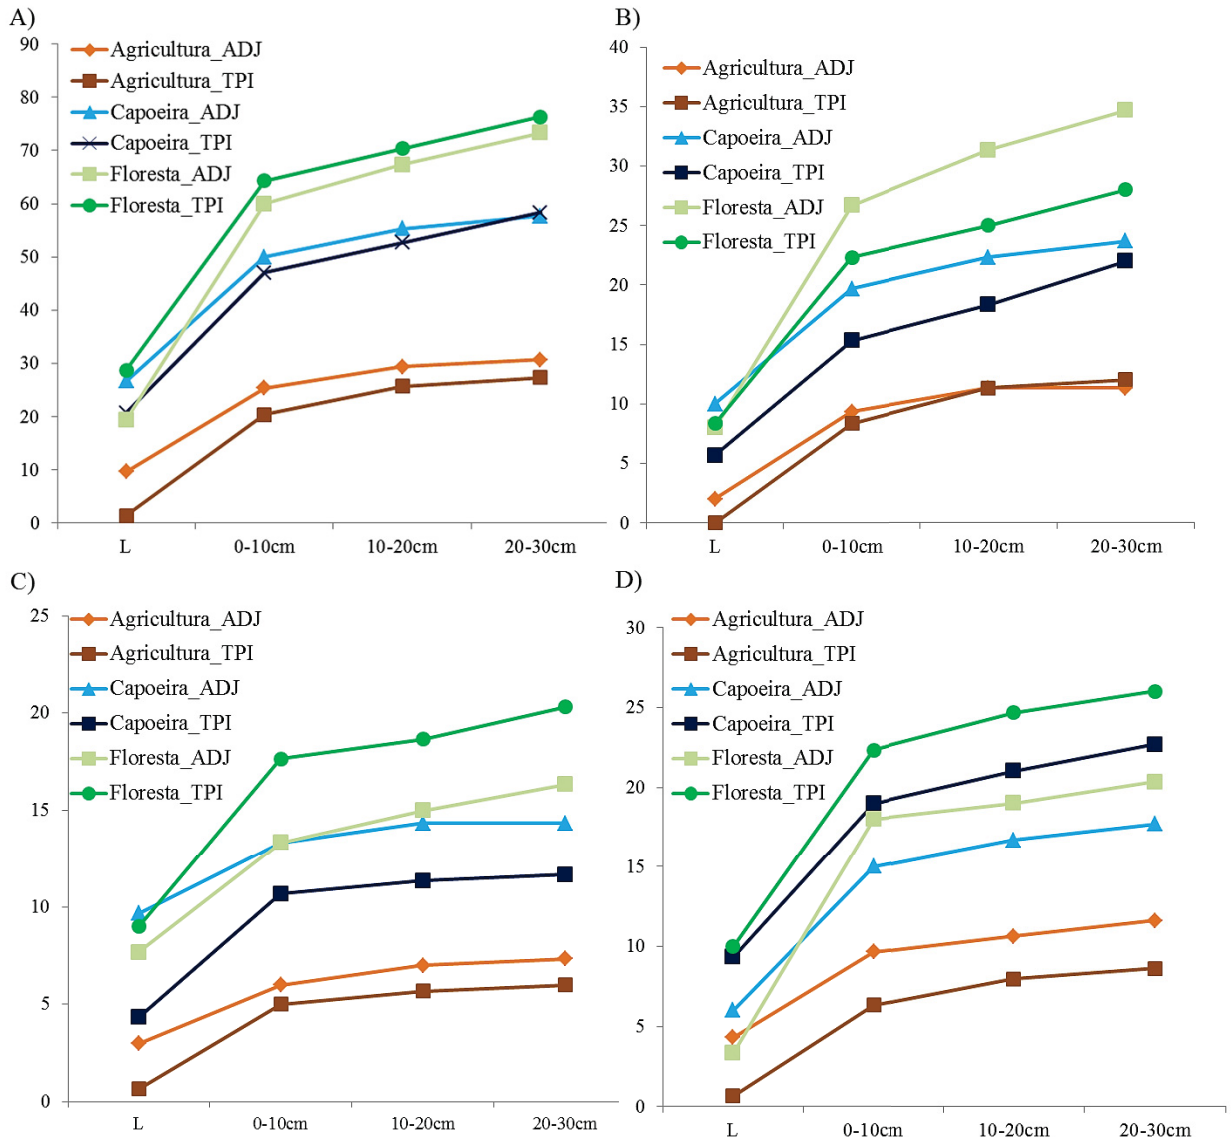 A)
90
80
70
60
50
40
30
20
10
0
Agricultura_ADJ
Agricultura_TPI
Capoeira_ADJ
Capoeira_TPI
Floresta_ADJ
Floresta_TPI
L 0-10cm 10-20cm 20-30cm
B)
40
35
30
25
20
15
10
5
0
Agricultura_ADJ
Agricultura_TPI
Capoeira_ADJ
Capoeira_TPI
Floresta_ADJ
Floresta_TPI
L 0-10cm 10-20cm 20-30cm
C)
25
20
15
10
5
0
Agricultura_ADJ
Agricultura_TPI
Capoeira_ADJ
Capoeira_TPI
Floresta_ADJ
Floresta_TPI
L 0-10cm 10-20cm 20-30cm
D)
30
25
20
15
10
5
0
Agricultura_ADJ
Agricultura_TPI
Capoeira_ADJ
Capoeira_TPI
Floresta_ADJ
Floresta_TPI
L 0-10cm 10-20cm 20-30cm